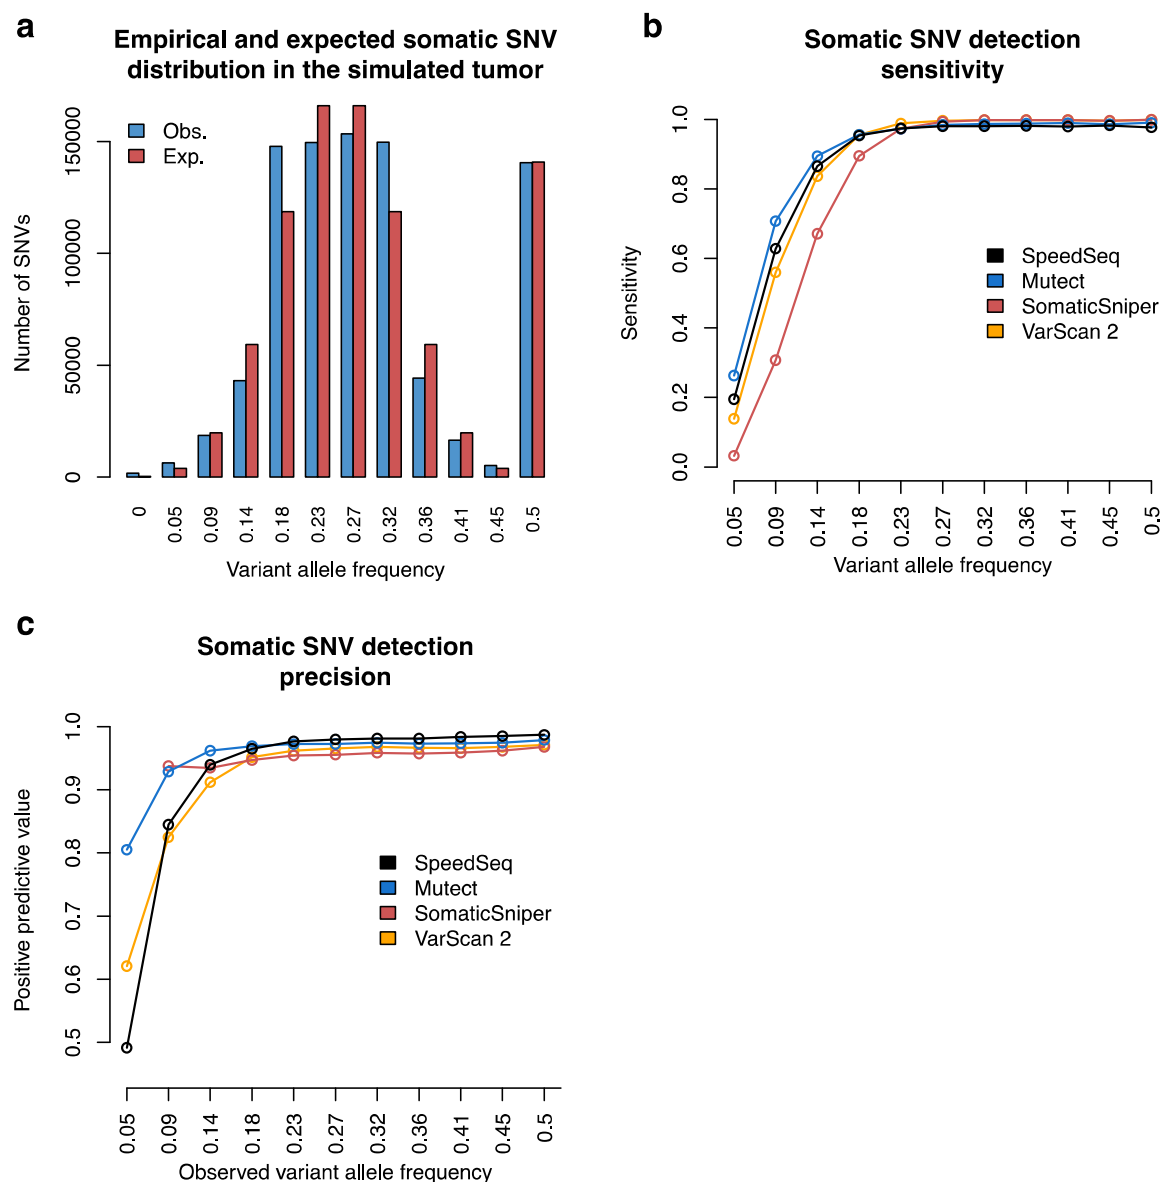 a
Empirical and expected somatic SNV
distribution in the simulated tumor
Obs.
Exp.
Number of SNVs
0
50000
100000
150000
0
0.05
0.09
0.14
0.18
0.23
0.27
0.32
0.36
0.41
0.45
0.5
Variant allele frequency
b
Somatic SNV detection
sensitivity
Sensitivity
0.0
0.2
0.4
0.6
0.8
1.0
SpeedSeq
Mutect
SomaticSniper
VarScan 2
0.05
0.09
0.14
0.18
0.23
0.27
0.32
0.36
0.41
0.45
0.5
Variant allele frequency
c
Somatic SNV detection
precision
Positive predictive value
0.5
0.6
0.7
0.8
0.9
1.0
SpeedSeq
Mutect
SomaticSniper
VarScan 2
0.05
0.09
0.14
0.18
0.23
0.27
0.32
0.36
0.41
0.45
0.5
Observed variant allele frequency